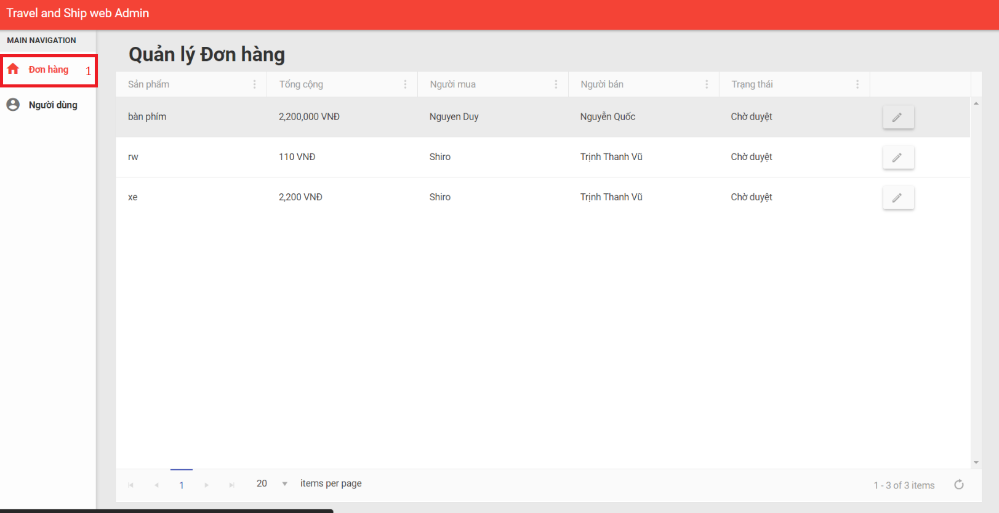 Travel and Ship web Admin
MAIN NAVIGATION
Đơn hàng 1
Người dùng
Quản lý Đơn hàng
Sản phẩm Tổng cộng Người mua Người bán Trạng thái
bàn phím 2,200,000 VNĐ Nguyen Duy Nguyễn Quốc Chờ duyệt
rw 110 VNĐ Shiro Trịnh Thanh Vũ Chờ duyệt
xe 2,200 VNĐ Shiro Trịnh Thanh Vũ Chờ duyệt
1 20 items per page 1 - 3 of 3 items